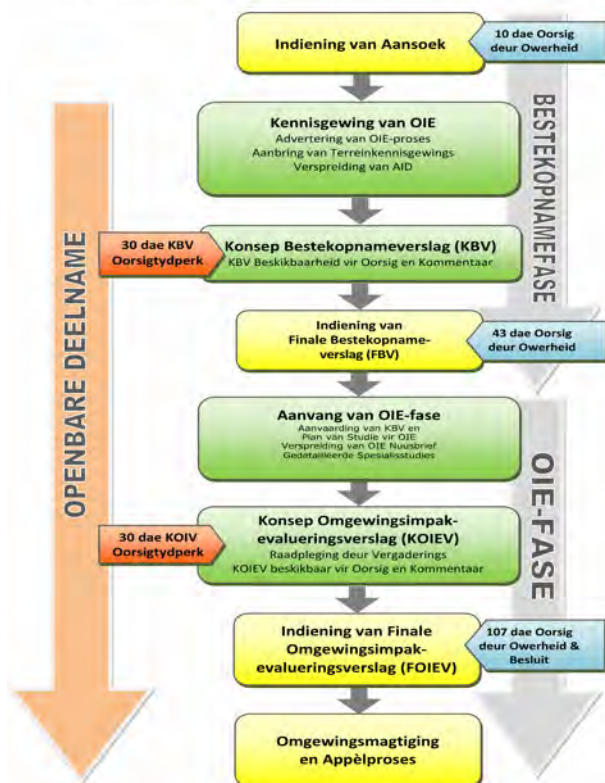 Indiening van Aansoek
10 dae Oorsig
deur Owerheid
BESTEKOPNAMEFASE
Kennisgewing van OIE
Advertering van OIE-proses
Aanbring van Terreinkennisgewings
Verspreiding van AID
OPENBARE DEELNAME
30 dae KBV
Oorsigtydperk
Konsep Bestekopnameverslag (KBV)
KBV Beskikbaarheid vir Oorsig en Kommentaar
Indiening van
Finale Bestekopname-
verslag (FBV)
43 dae Oorsig
deur Owerheid
Aanvang van OIE-fase
Aanvaarding van KBV en
Plan van Studie vir OIE
Verspreiding van OIE Nuusbrief
Gedetailleerde Spesialisstudies
OIE-FASE
30 dae KOIV
Oorsigtydperk
Konsep Omgewingsimpak-
evalueringsverslag (KOIEV)
Raadpleging deur Vergaderings
KOIEV beskikbaar vir Oorsig en Kommentaar
Indiening van Finale
Omgewingsimpak-
evalueringsverslag (FOIEV)
107 dae Oorsig
deur Owerheid &
Besluit
Omgewingsmagtiging
en Appèlproses